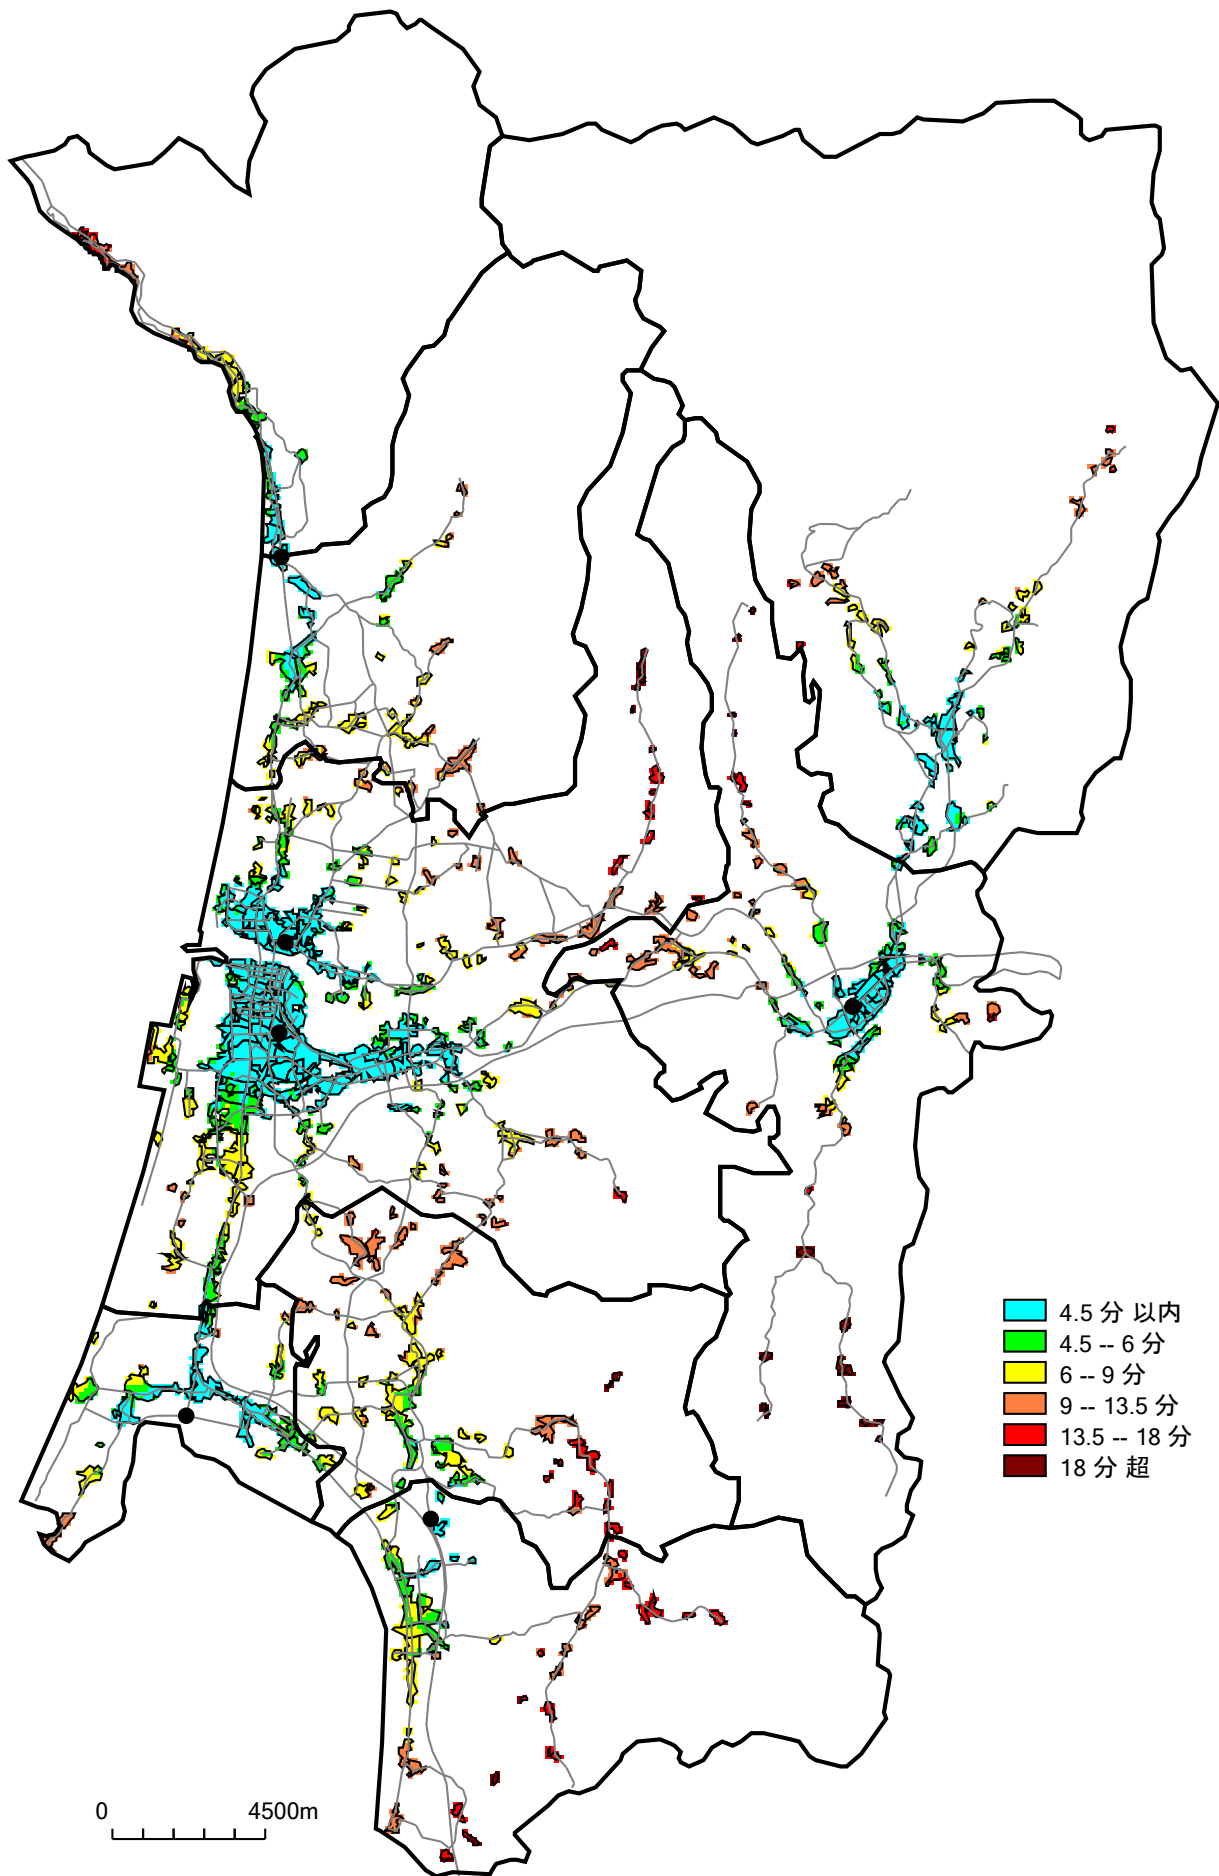 4.5 分 以内
4.5 -- 6 分
6 -- 9 分
9 -- 13.5 分
13.5 -- 18 分
18 分 超
0 4500m